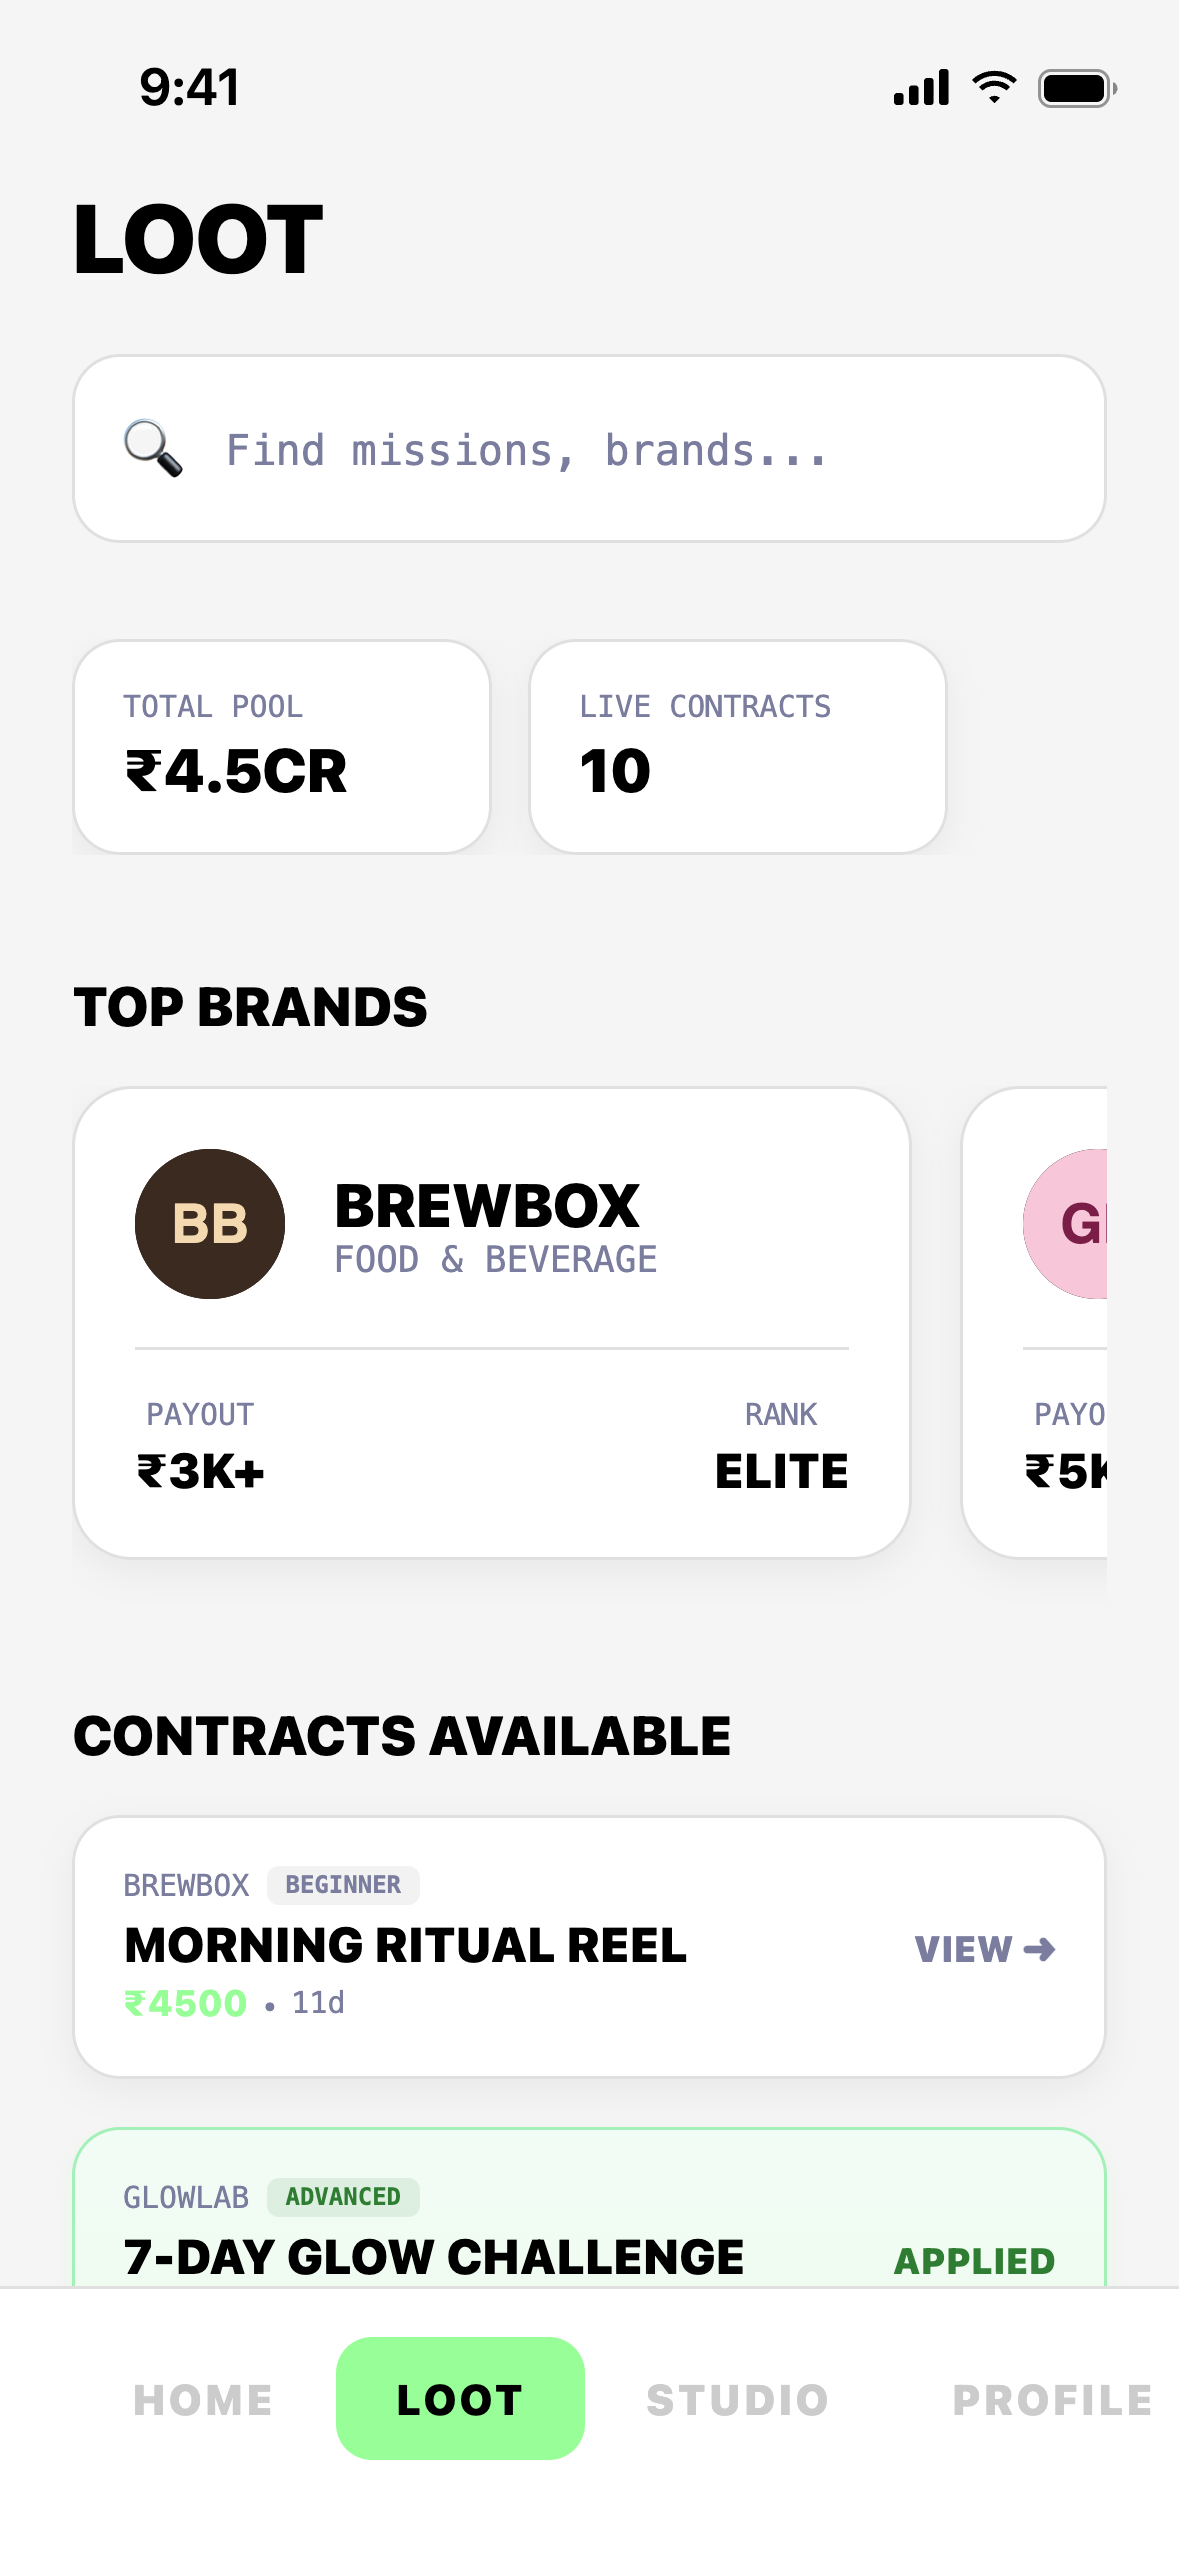 9:41
LOOT
Find missions, brands...
TOTAL POOL
₹4.5CR
LIVE CONTRACTS
10
TOP BRANDS
BB
BREWBOX
FOOD & BEVERAGE
PAYOUT
₹3K+
RANK
ELITE
G
PAYO
₹5K
CONTRACTS AVAILABLE
BREWBOX BEGINNER
MORNING RITUAL REEL
VIEW ➜
₹4500 • 11d
GLOWLAB ADVANCED
7-DAY GLOW CHALLENGE
APPLIED
HOME LOOT STUDIO PROFILE